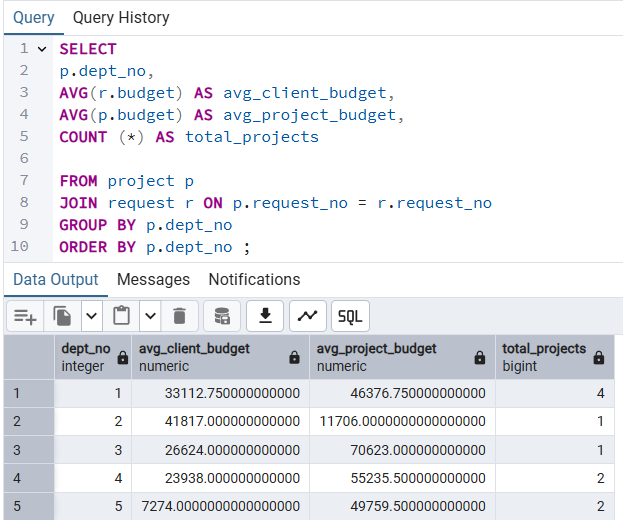 Query Query History
1 SELECT
2 p.dept_no,
3 AVG(r.budget) AS avg_client_budget,
4 AVG(p.budget) AS avg_project_budget,
5 COUNT (*) AS total_projects
6
7 FROM project p
8 JOIN request r ON p.request_no = r.request_no
9 GROUP BY p.dept_no
10 ORDER BY p.dept_no ;
Data Output Messages Notifications
SQL
dept_no avg_client_budget avg_project_budget total_projects
integer numeric numeric bigint
1 1 33112.750000000000 46376.750000000000 4
2 2 41817.000000000000 11706.0000000000000000 1
3 3 26624.000000000000 70623.000000000000 1
4 4 23938.000000000000 55235.500000000000 2
5 5 7274.0000000000000000 49759.500000000000 2